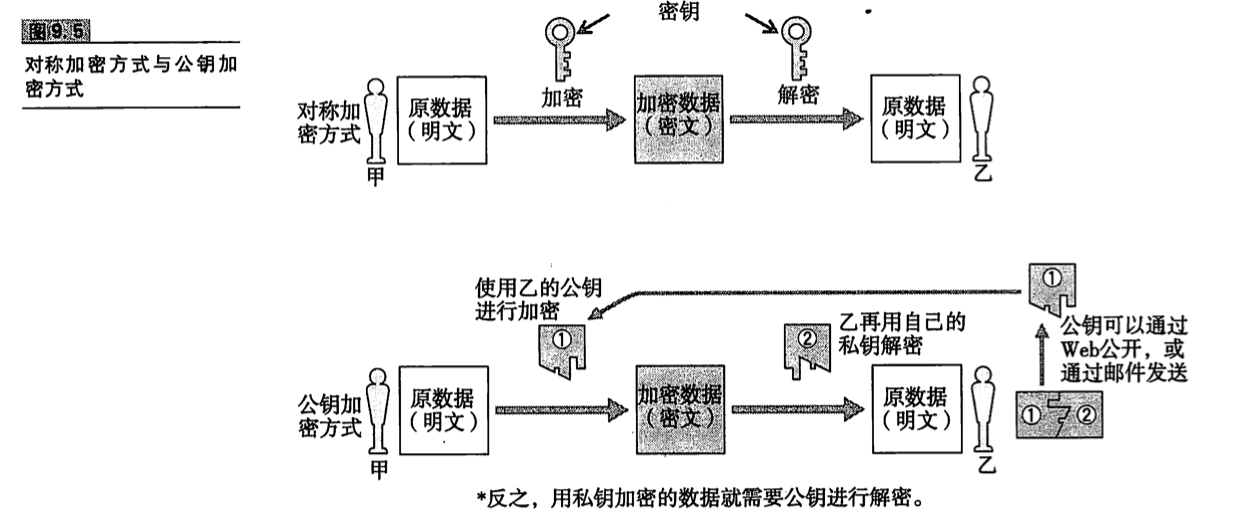 图9.5
对称加密方式与公钥加
密方式
密钥
加密
解密
对称加
密方式
甲
原数据
（明文）
加密数据
（密文）
原数据
（明文）
乙
使用乙的公钥
进行加密
①
②
乙再用自己的
私钥解密
①
公钥可以通过
Web公开，或
通过邮件发送
公钥加
密方式
甲
原数据
（明文）
加密数据
（密文）
原数据
（明文）
乙
① ②
*反之，用私钥加密的数据就需要公钥进行解密。